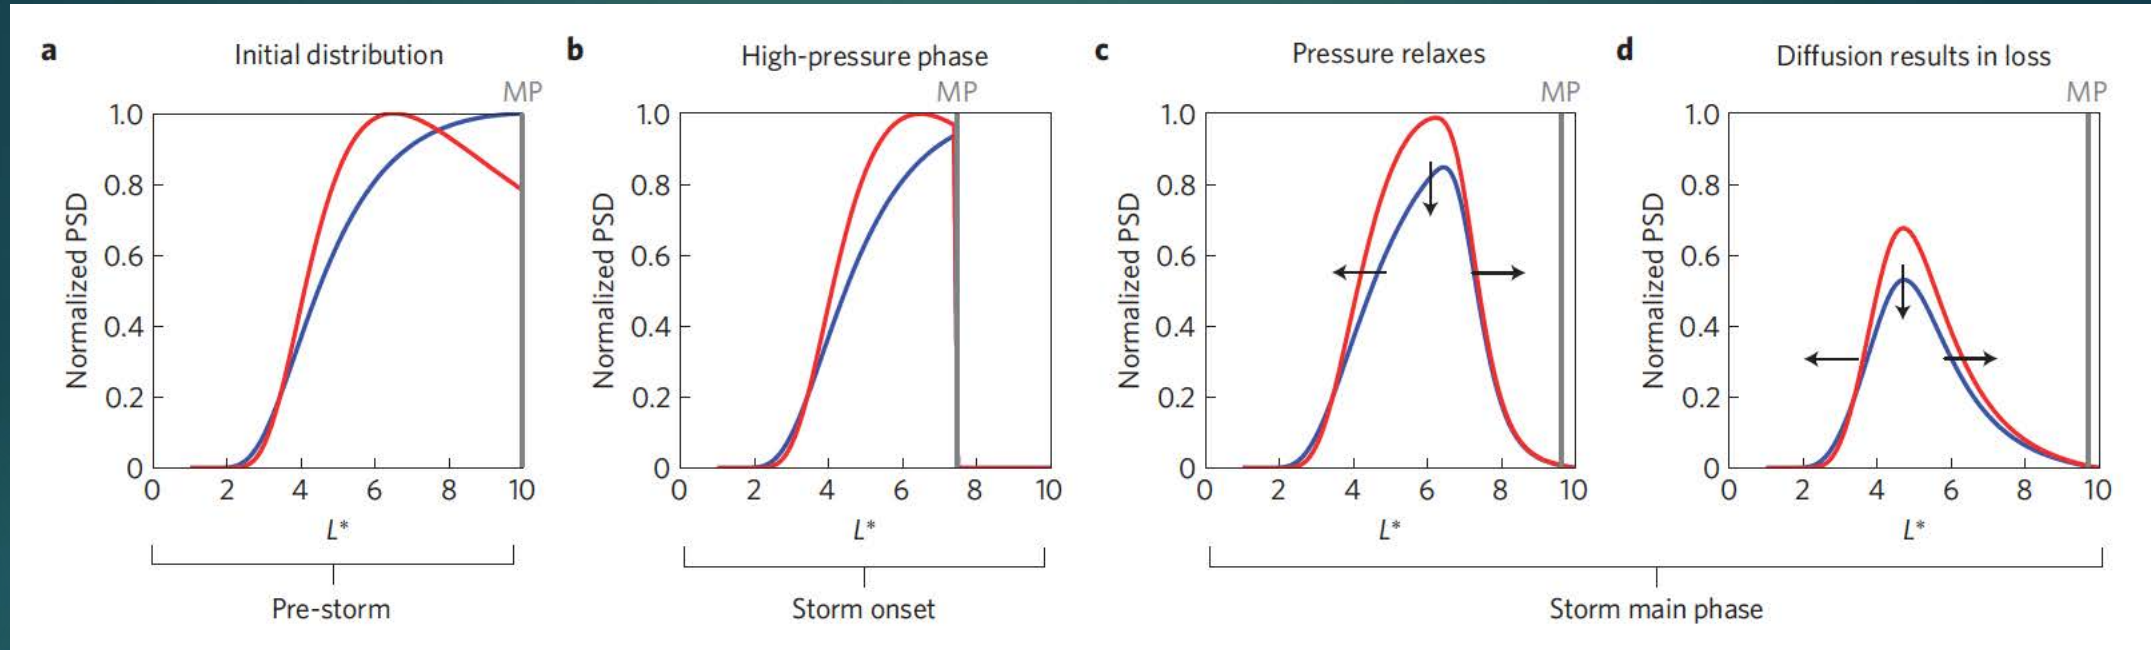 a Initial distribution
MP
Normalized PSD
1.0
0.8
0.6
0.4
0.2
0
0 2 4 6 8 10
L*
Pre-storm
b High-pressure phase
MP
Normalized PSD
1.0
0.8
0.6
0.4
0.2
0
0 2 4 6 8 10
L*
Storm onset
c Pressure relaxes
MP
Normalized PSD
1.0
0.8
0.6
0.4
0.2
0
0 2 4 6 8 10
L*
d Diffusion results in loss
MP
Normalized PSD
1.0
0.8
0.6
0.4
0.2
0
0 2 4 6 8 10
L*
Storm main phase